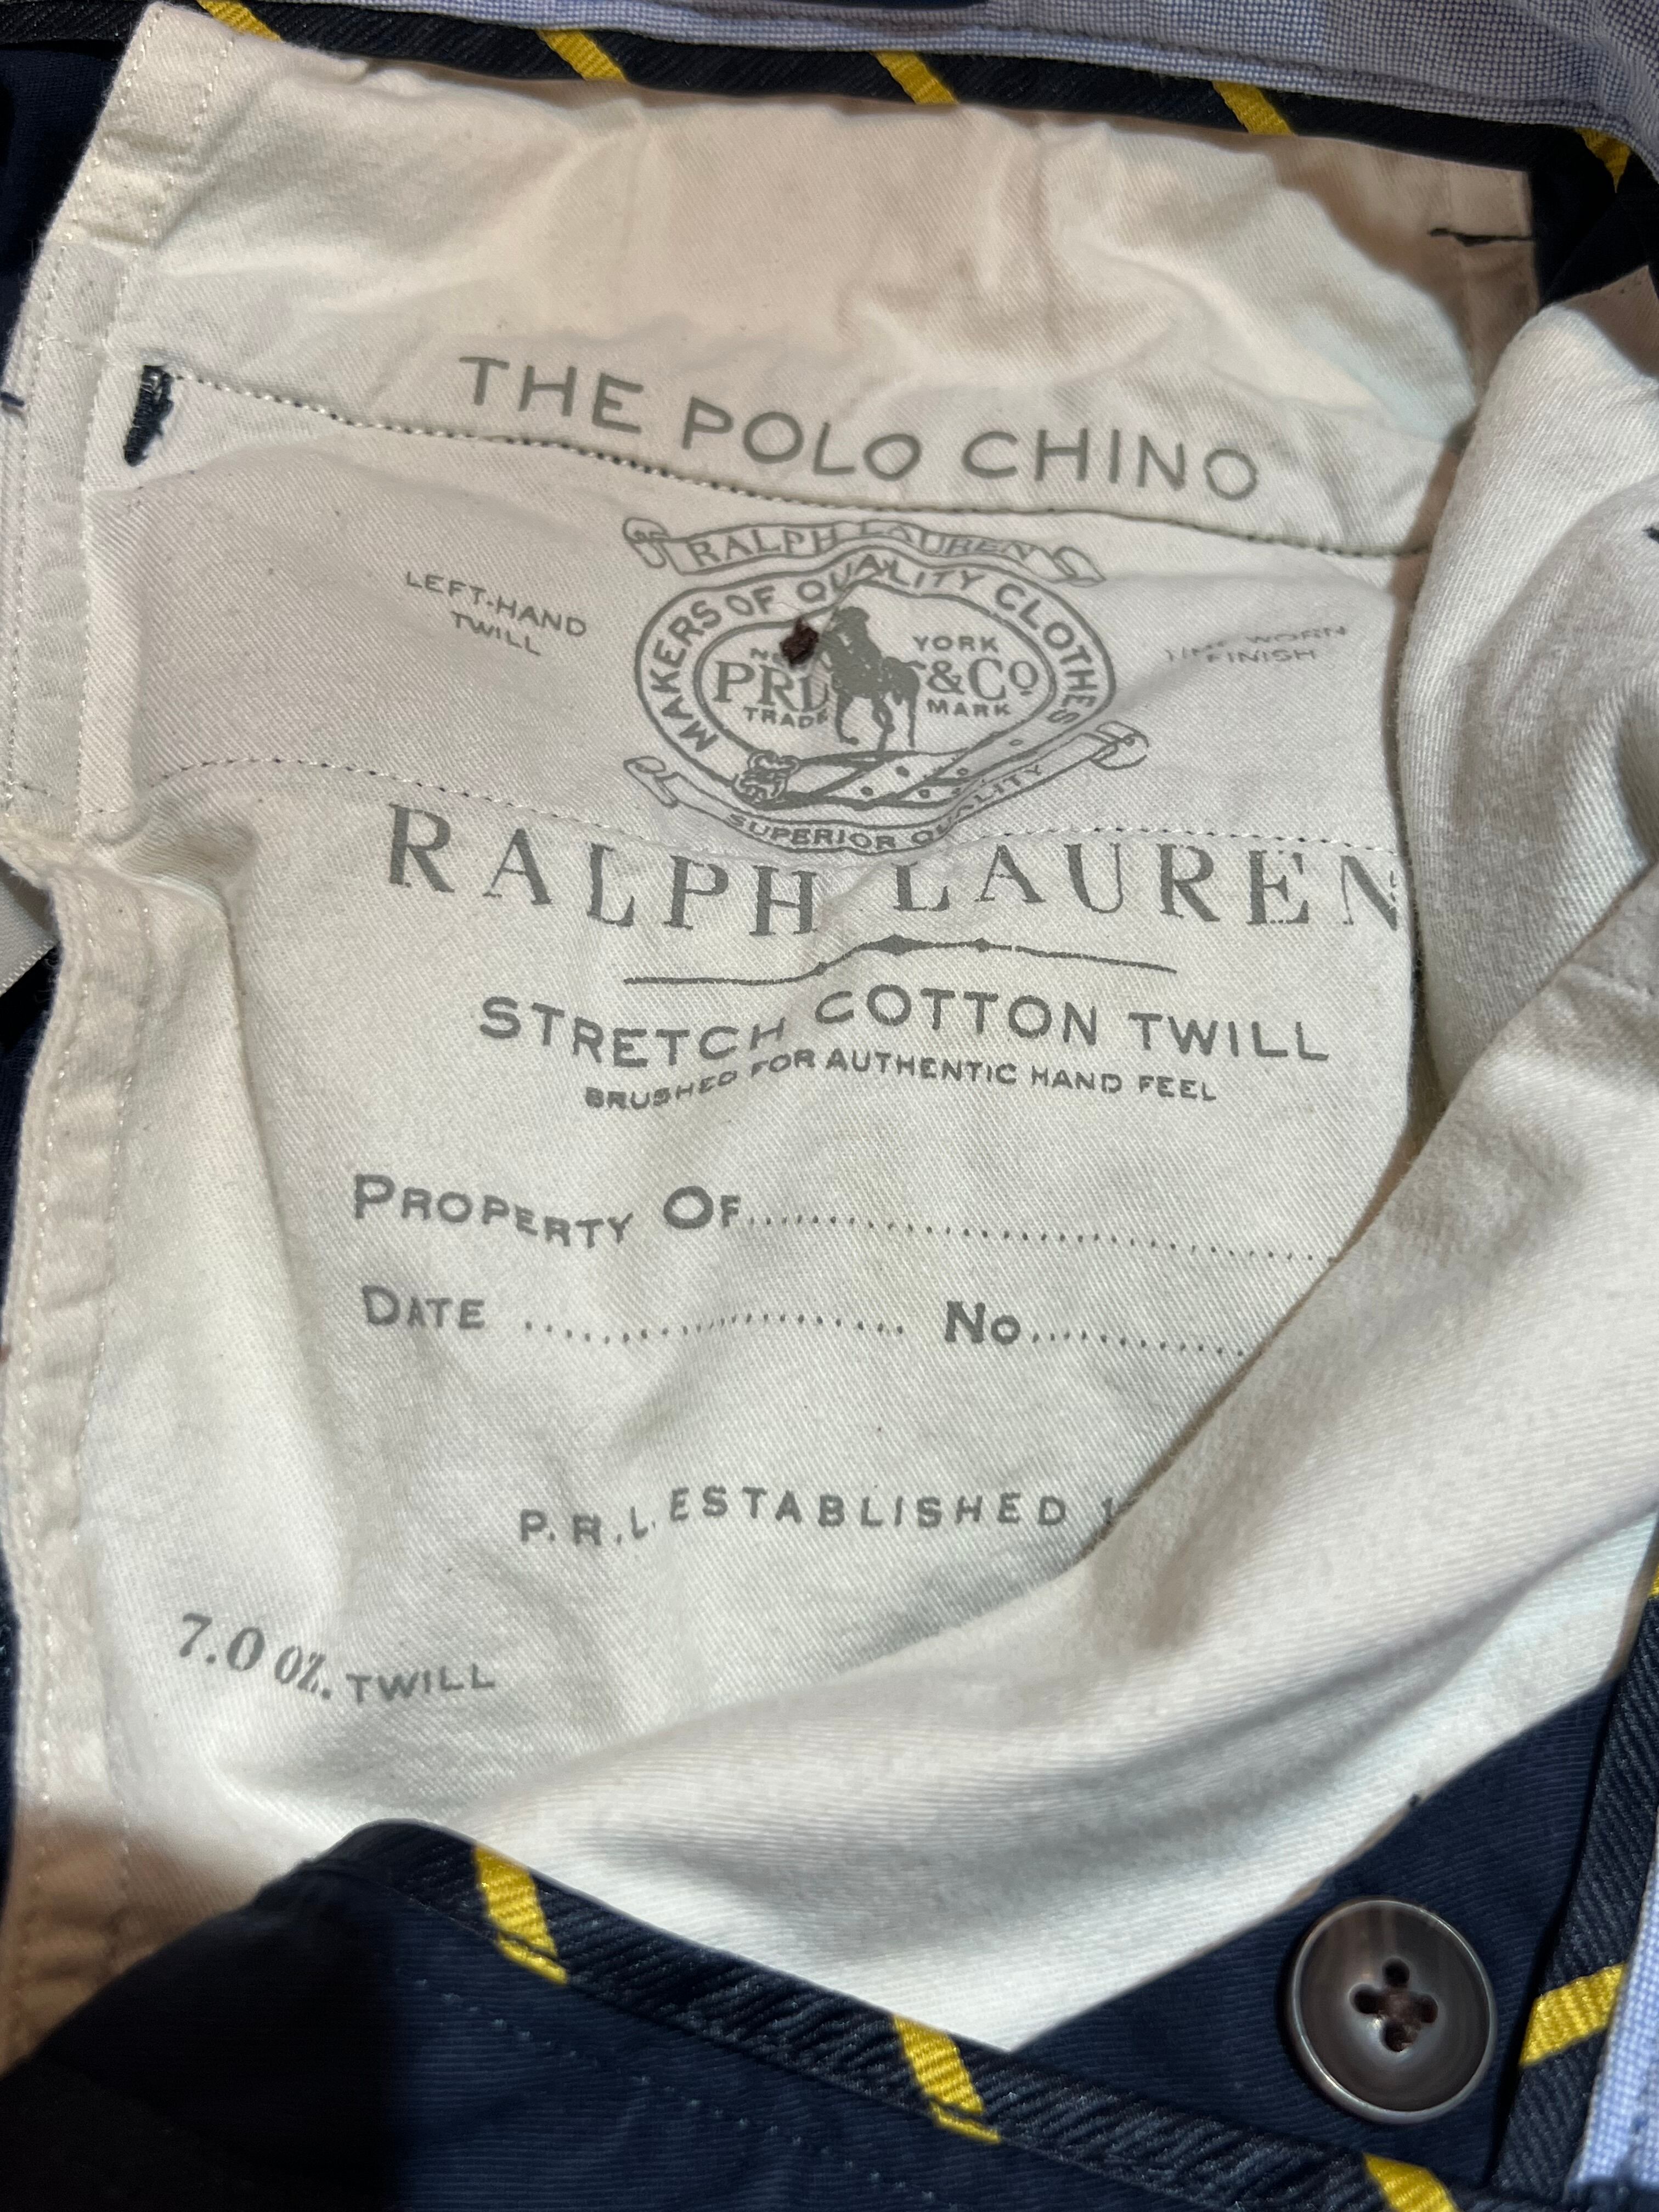 THE POLO CHINO
RALPH LAUREN
MAKERS OF QUALITY CLOTHES
LEFT-HAND
TWILL
WORN
FINISH
YORK
PRL &Co
TRADE MARK
SUPERIOR QUALITY
RALPH LAUREN
STRETCH COTTON TWILL
BRUSHED FOR AUTHENTIC HAND FEEL
PROPERTY OF
DATE No.
P.R.L. ESTABLISHED
7.0 OZ. TWILL